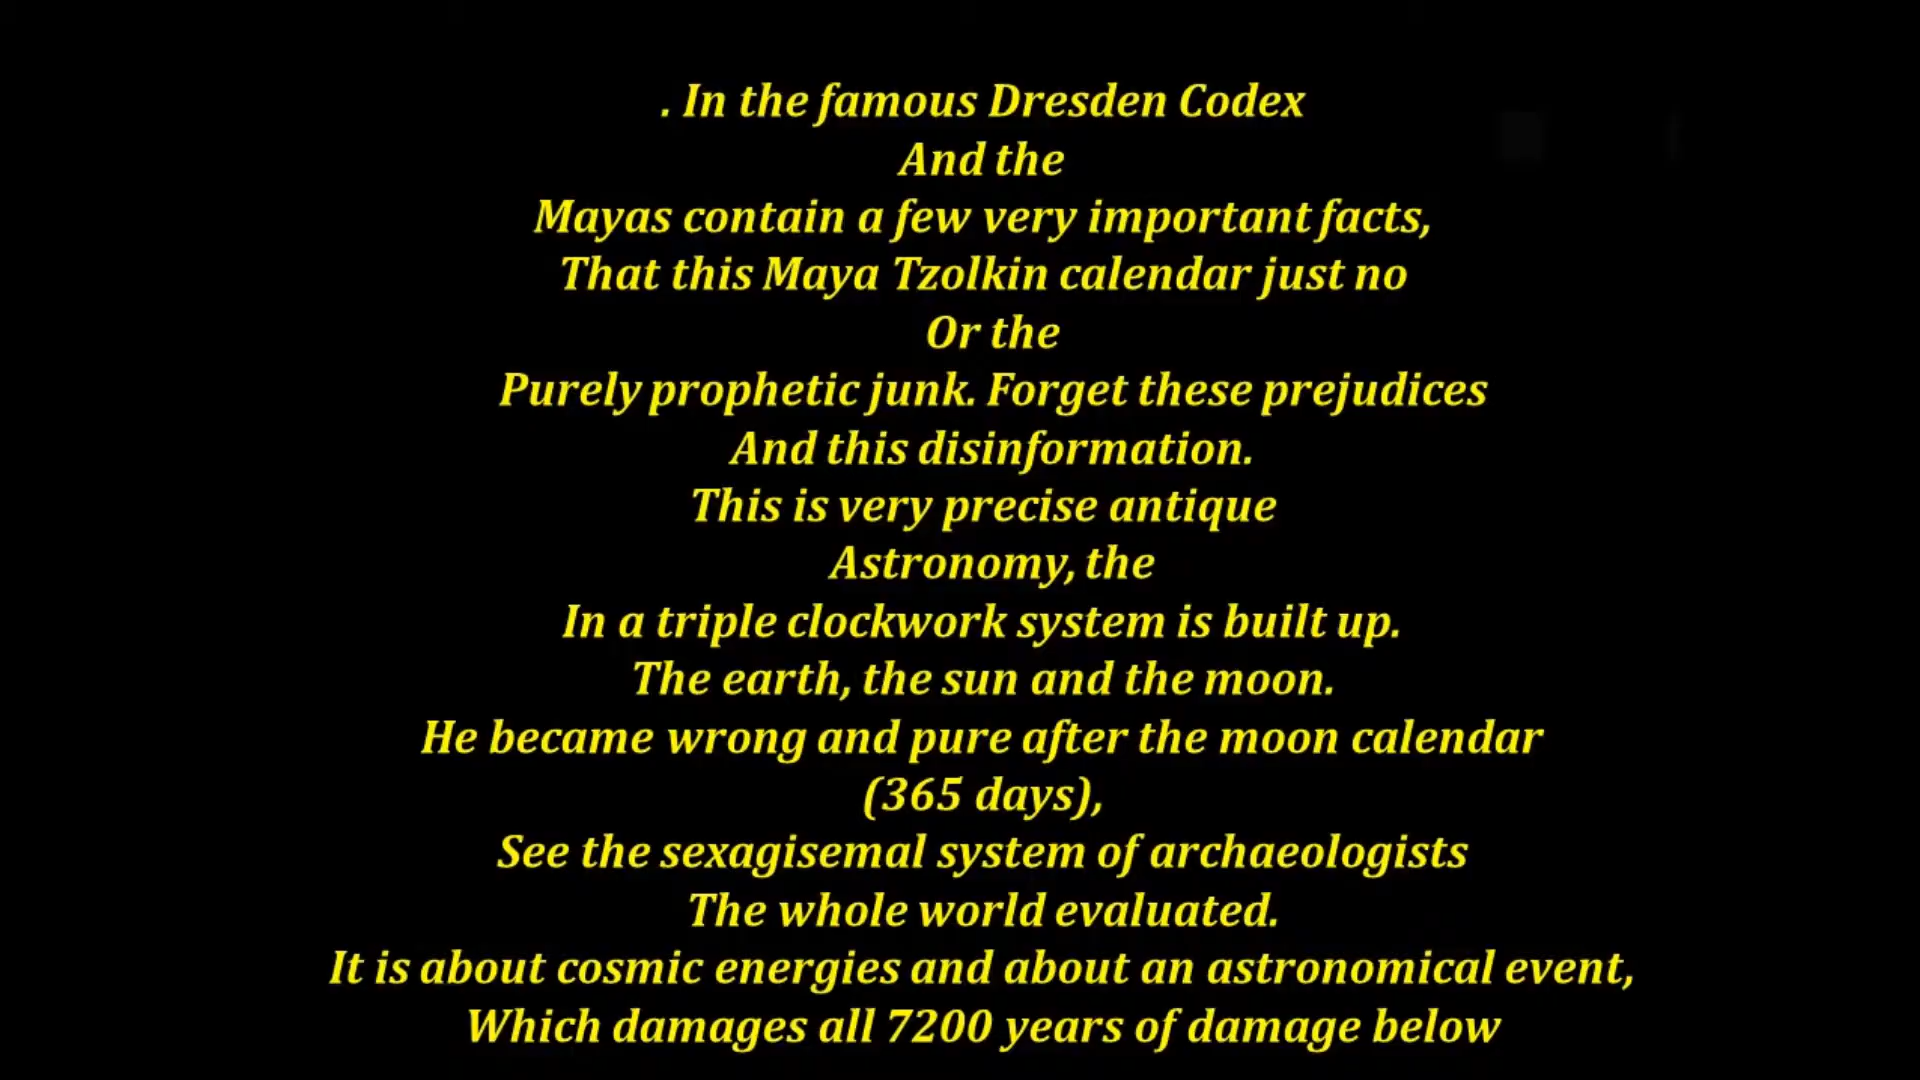 . In the famous Dresden Codex
And the
Mayas contain a few very important facts,
That this Maya Tzolkin calendar just no
Or the
Purely prophetic junk. Forget these prejudices
And this disinformation.
This is very precise antique
Astronomy, the
In a triple clockwork system is built up.
The earth, the sun and the moon.
He became wrong and pure after the moon calendar
(365 days),
See the sexagisemal system of archaeologists
The whole world evaluated.
It is about cosmic energies and about an astronomical event,
Which damages all 7200 years of damage below